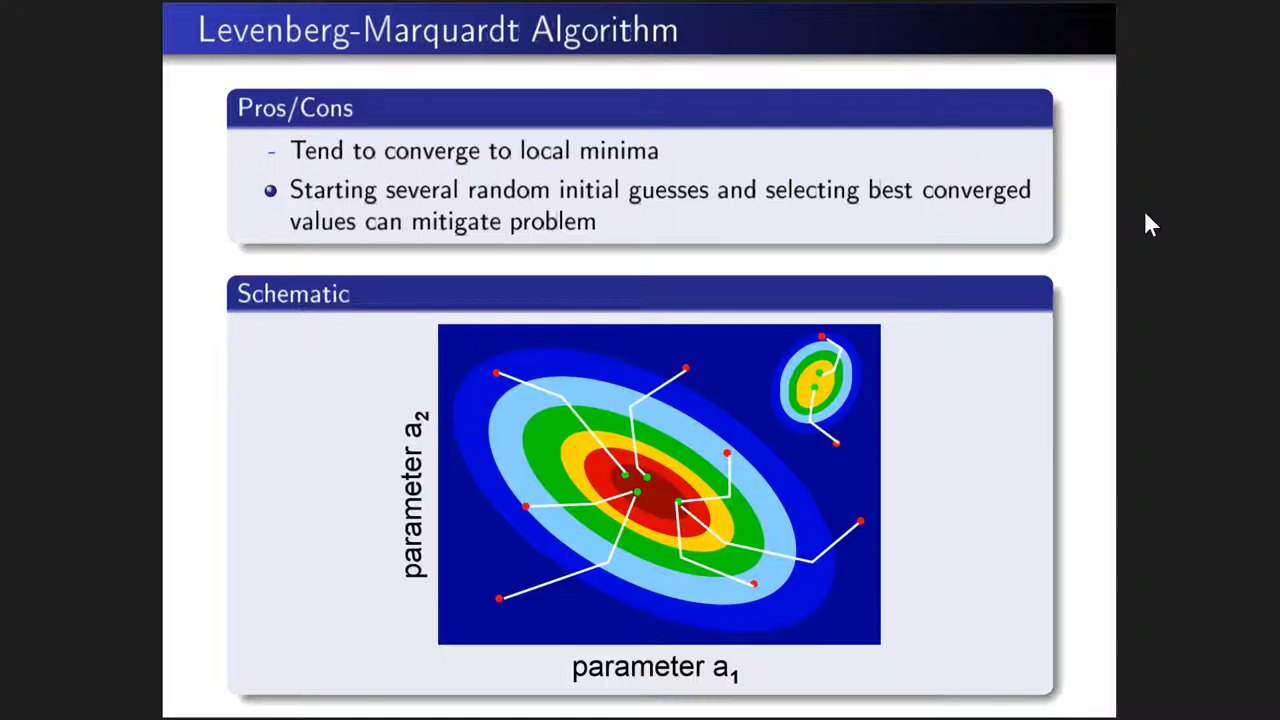 Levenberg-Marquardt Algorithm
Pros/Cons
- Tend to converge to local minima
Starting several random initial guesses and selecting best converged
values can mitigate problem
Schematic
parameter a₂
parameter a₁